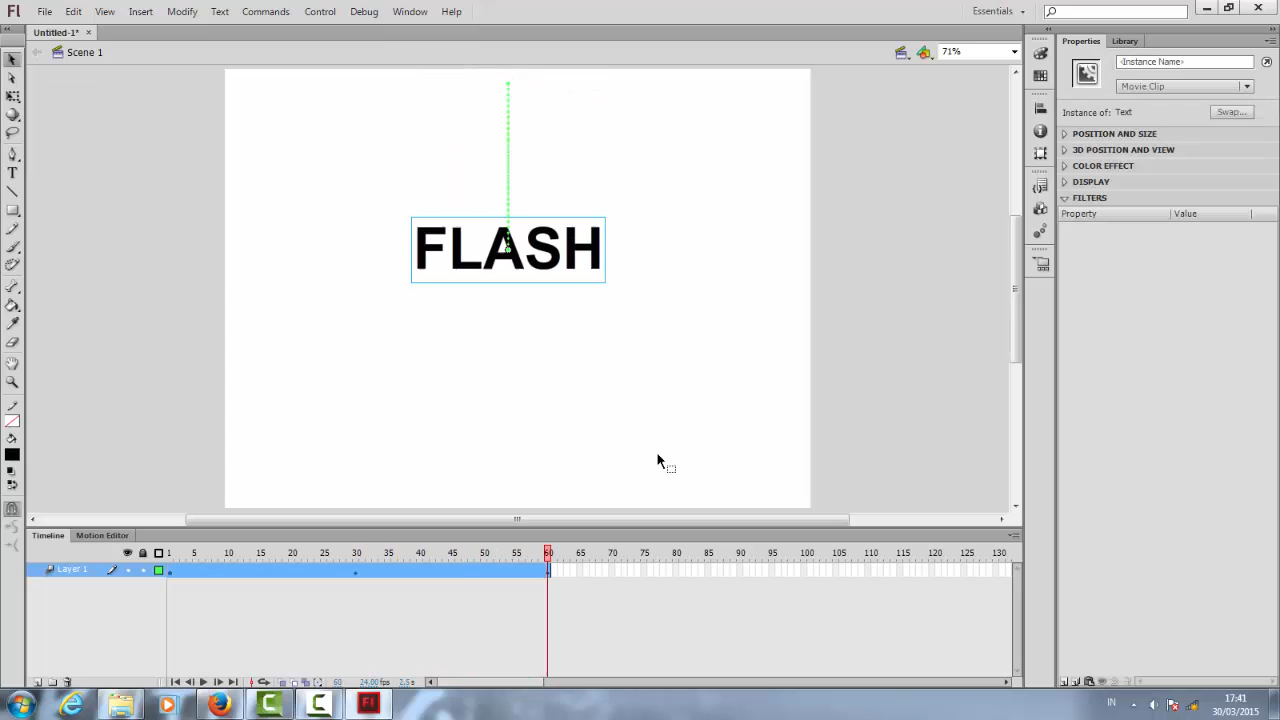 Fl File Edit View Insert Modify Text Commands Control Debug Window Help Essentials
Untitled-1*
Scene 1 71%
FLASH
Properties Library
<Instance Name>
Movie Clip
Instance of: Text Swap...
POSITION AND SIZE
3D POSITION AND VIEW
COLOR EFFECT
DISPLAY
FILTERS
Property Value
Timeline Motion Editor
1 5 10 15 20 25 30 35 40 45 50 55 60 65 70 75 80 85 90 95 100 105 110 115 120 125 130
Layer 1
60 24.00 fps 2.5 s
Fl IN 17:41
30/03/2015